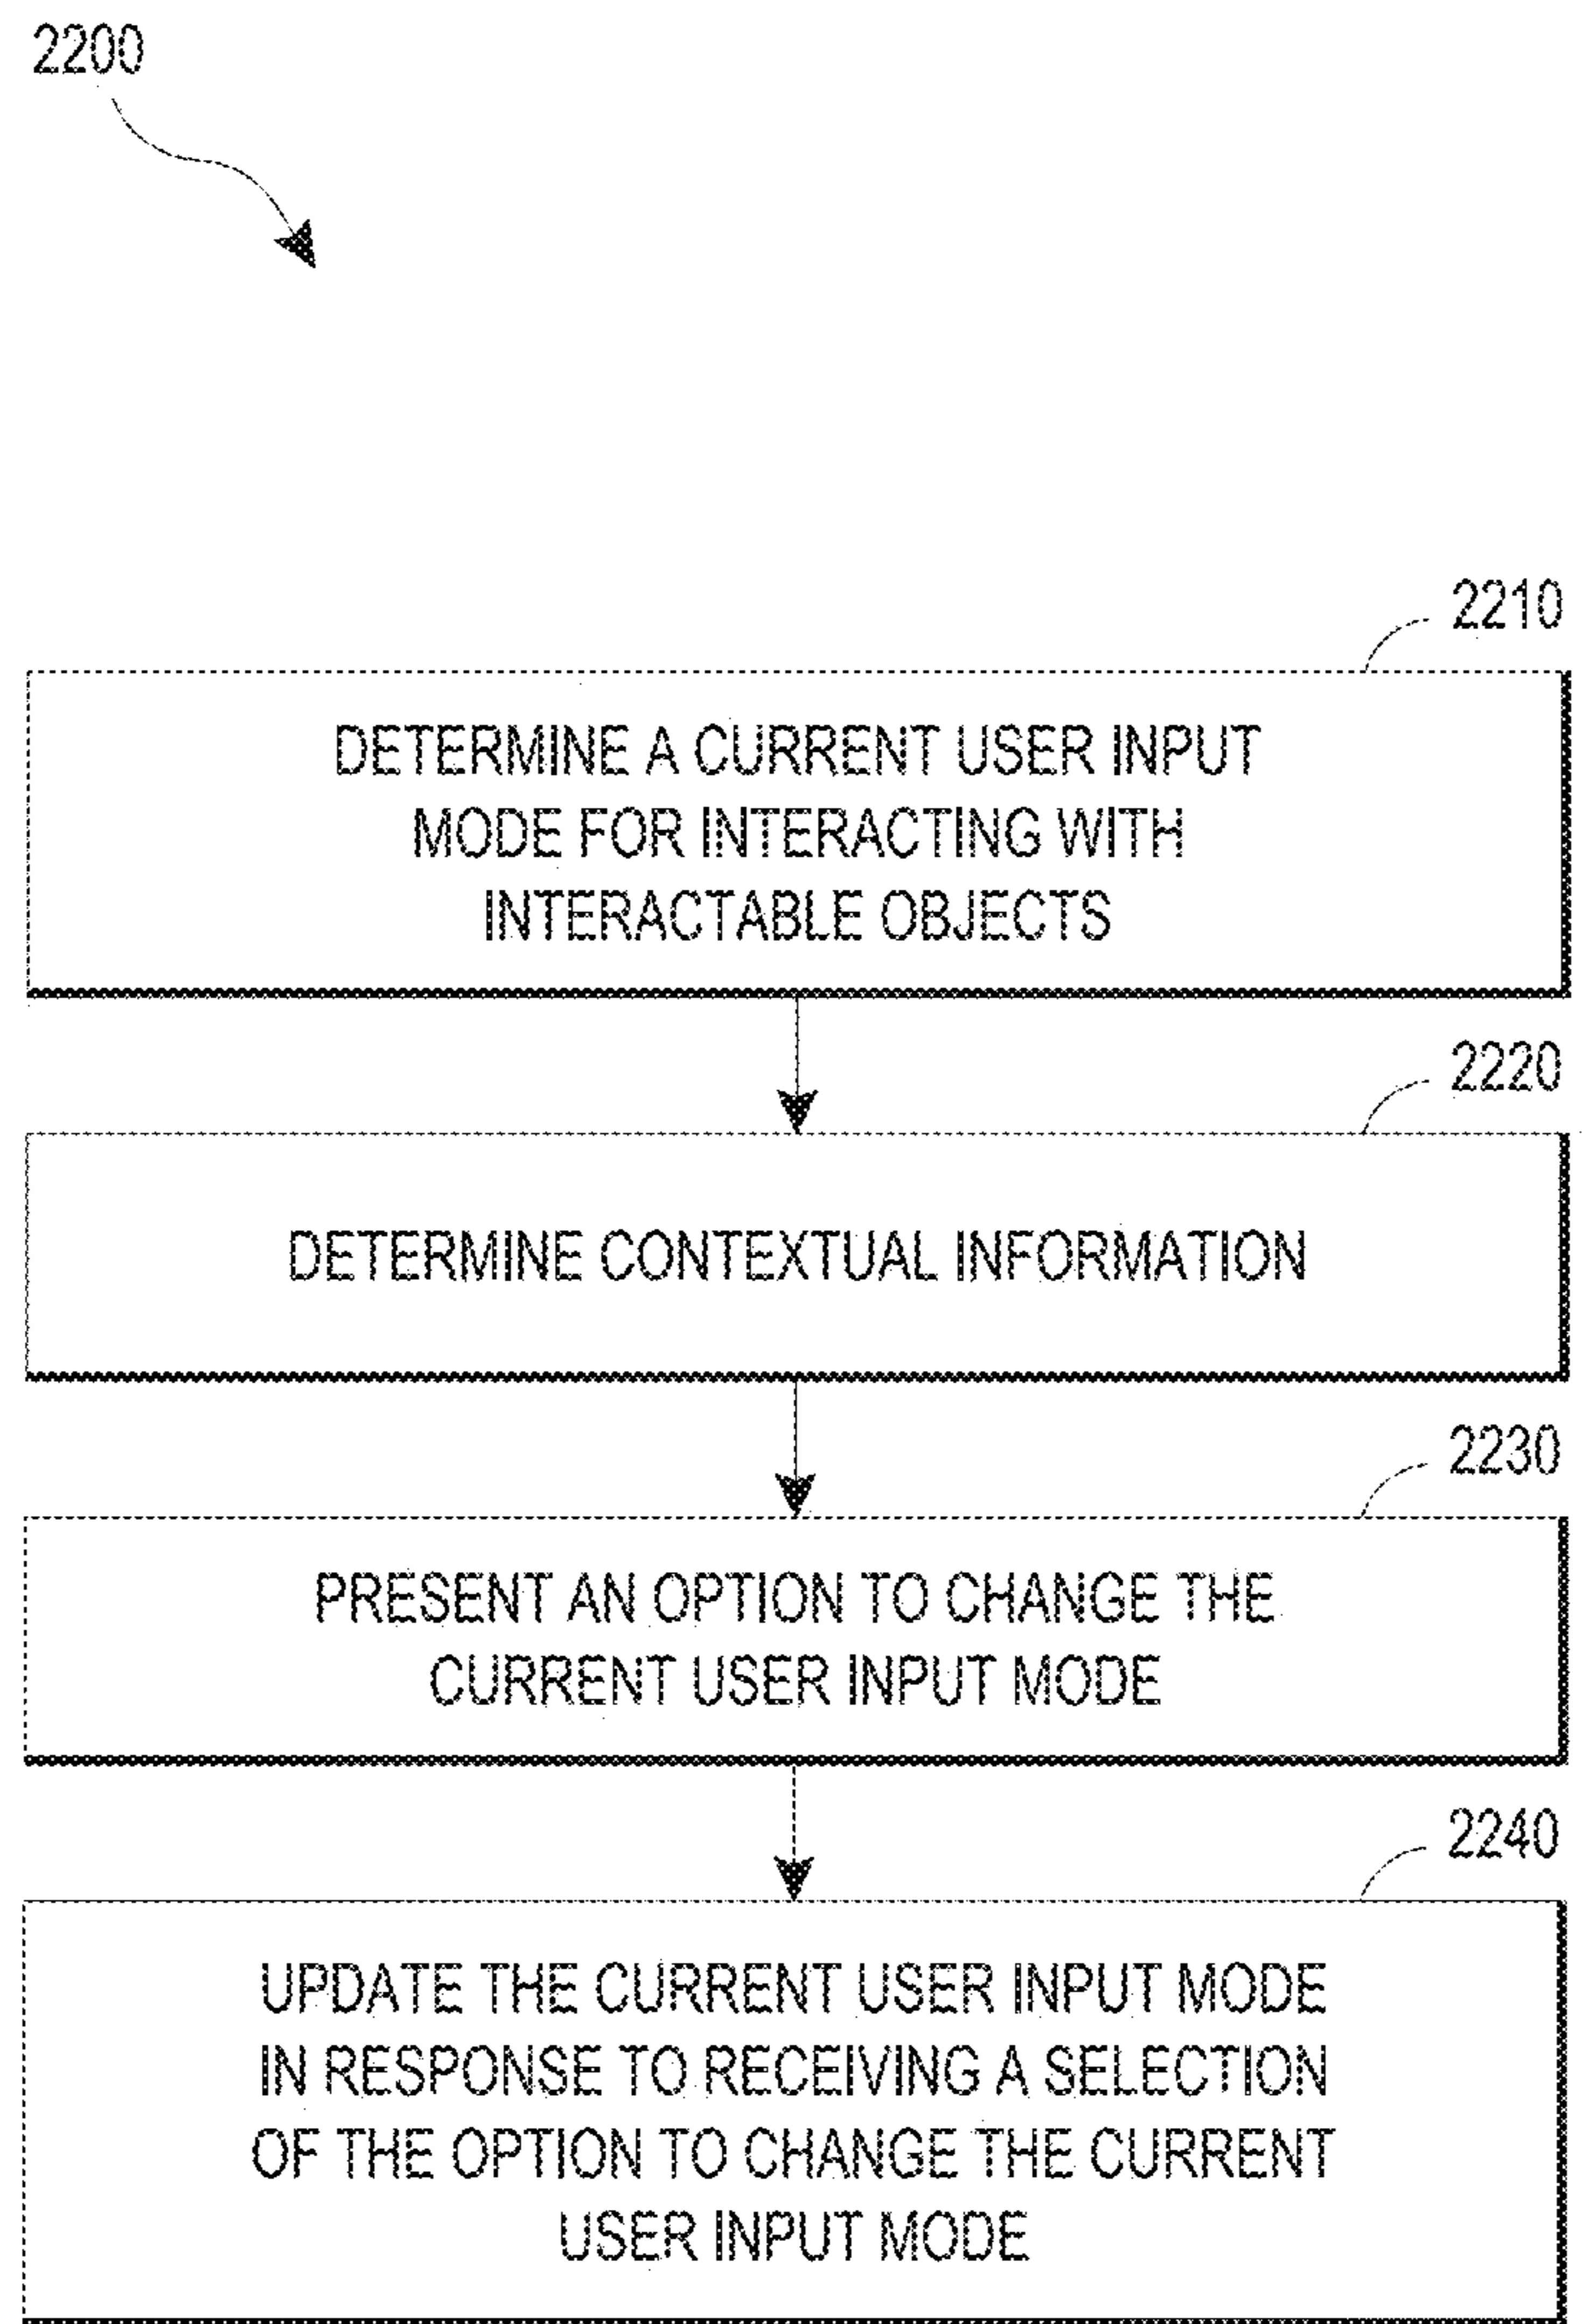 2200
2210
DETERMINE A CURRENT USER INPUT
MODE FOR INTERACTING WITH
INTERACTABLE OBJECTS
2220
DETERMINE CONTEXTUAL INFORMATION
2230
PRESENT AN OPTION TO CHANGE THE
CURRENT USER INPUT MODE
2240
UPDATE THE CURRENT USER INPUT MODE
IN RESPONSE TO RECEIVING A SELECTION
OF THE OPTION TO CHANGE THE CURRENT
USER INPUT MODE